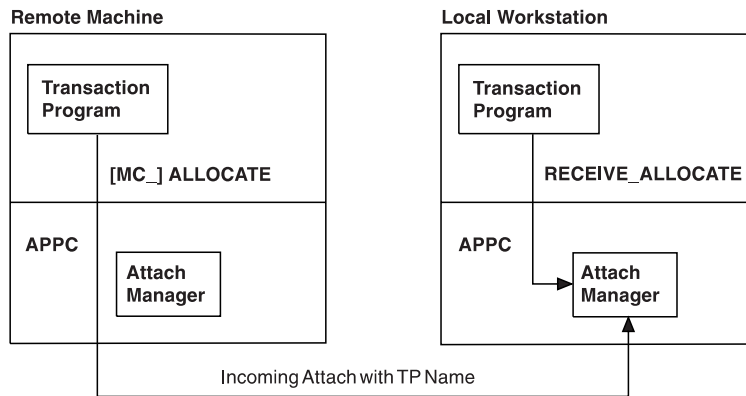 Remote Machine
Local Workstation
Transaction
Program
Transaction
Program
[MC_] ALLOCATE
RECEIVE_ALLOCATE
APPC
APPC
Attach
Manager
Attach
Manager
Incoming Attach with TP Name